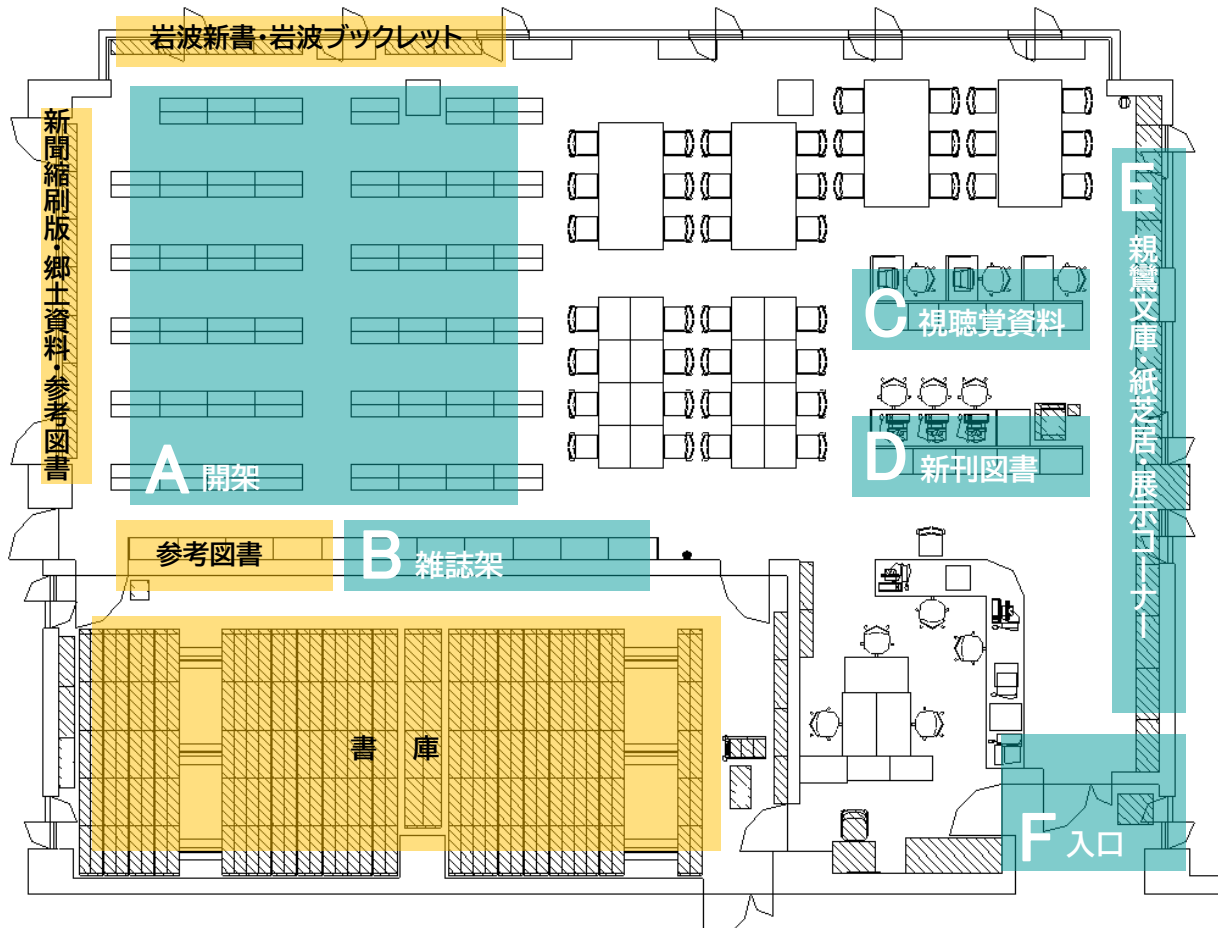 岩波新書・岩波ブックレット
新聞縮刷版・郷土資料・参考図書
E 親鸞文庫・紙芝居・展示コーナー
C 視聴覚資料
A 開架
D 新刊図書
参考図書
B 雑誌架
書庫
F 入口